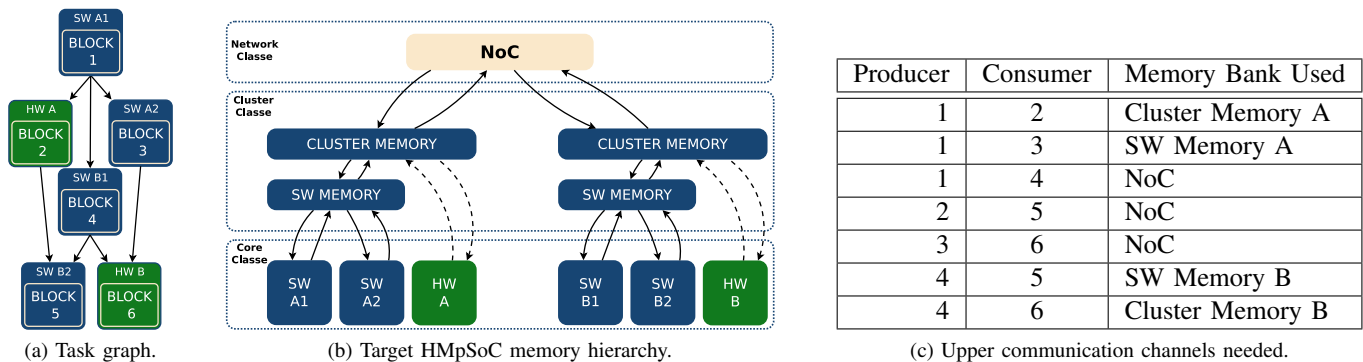 SW A1
BLOCK
1
HW A
BLOCK
2
SW A2
BLOCK
3
SW B1
BLOCK
4
SW B2
BLOCK
5
HW B
BLOCK
6
(a) Task graph.
Network
Classe
NoC
Cluster
Classe
CLUSTER MEMORY
CLUSTER MEMORY
SW MEMORY
SW MEMORY
Core
Classe
SW
A1
SW
A2
HW
A
SW
B1
SW
B2
HW
B
(b) Target HMpSoC memory hierarchy.
Producer Consumer Memory Bank Used
1 2 Cluster Memory A
1 3 SW Memory A
1 4 NoC
2 5 NoC
3 6 NoC
4 5 SW Memory B
4 6 Cluster Memory B
(c) Upper communication channels needed.